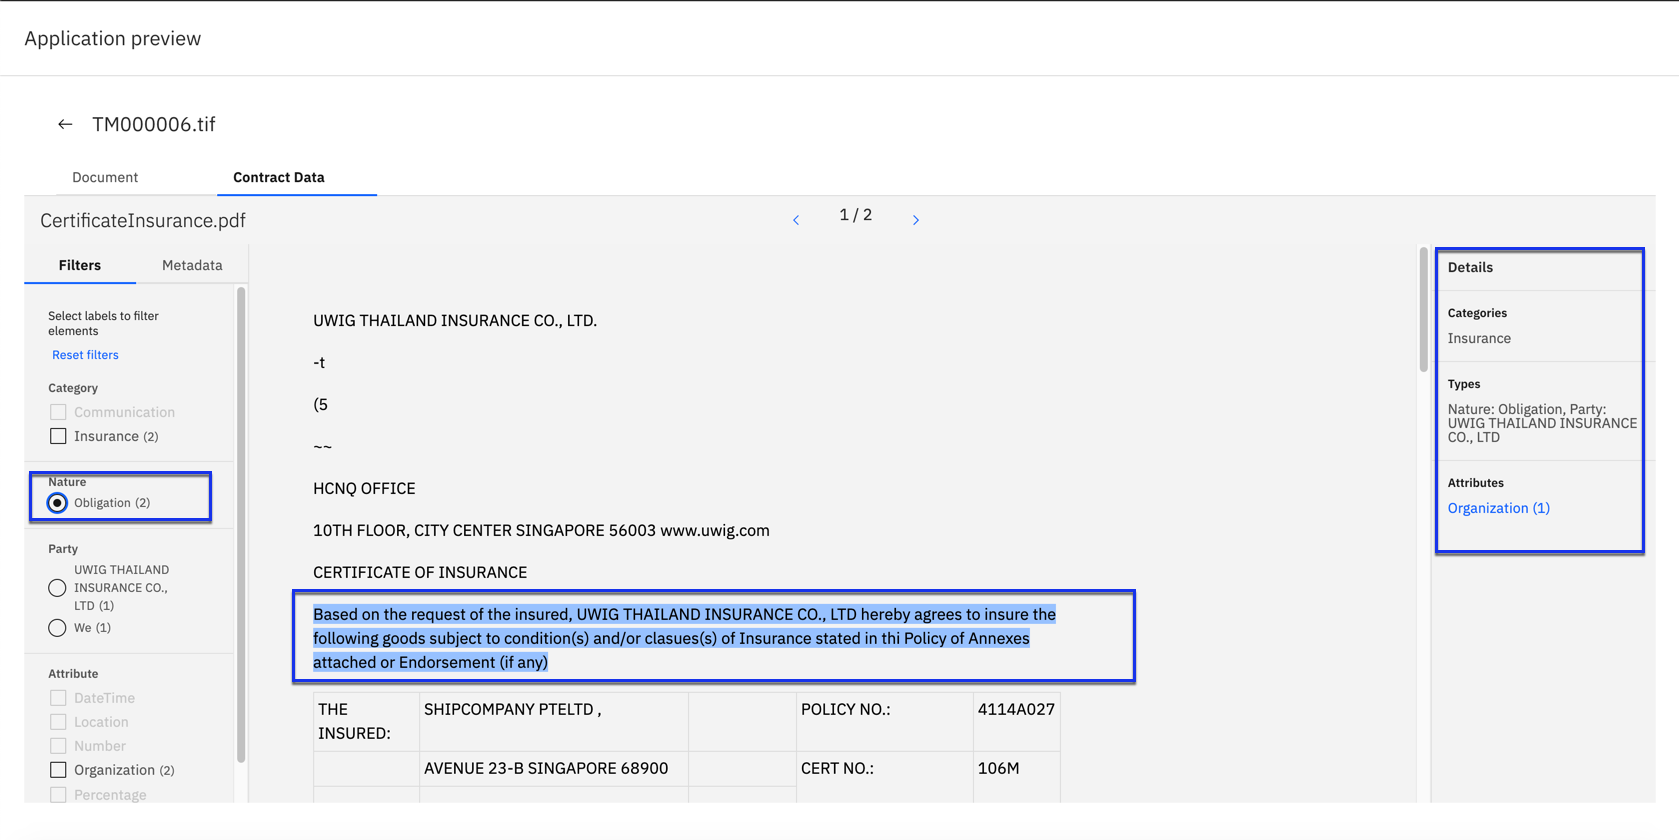 Application preview
← TM000006.tif
Document Contract Data
CertificateInsurance.pdf
1 / 2
Filters Metadata
Select labels to filter
elements
Reset filters
Category
Communication
Insurance (2)
Nature
Obligation (2)
Party
UWIG THAILAND
INSURANCE CO.,
LTD (1)
We (1)
Attribute
DateTime
Location
Number
Organization (2)
Percentage
UWIG THAILAND INSURANCE CO., LTD.
-t
(5
~~
HCNQ OFFICE
10TH FLOOR, CITY CENTER SINGAPORE 56003 www.uwig.com
CERTIFICATE OF INSURANCE
Based on the request of the insured, UWIG THAILAND INSURANCE CO., LTD hereby agrees to insure the
following goods subject to condition(s) and/or clasues(s) of Insurance stated in thi Policy of Annexes
attached or Endorsement (if any)
THE SHIPCOMPANY PTELTD , POLICY NO.: 4114A027
INSURED:
AVENUE 23-B SINGAPORE 68900 CERT NO.: 106M
Details
Categories
Insurance
Types
Nature: Obligation, Party:
UWIG THAILAND INSURANCE
CO., LTD
Attributes
Organization (1)